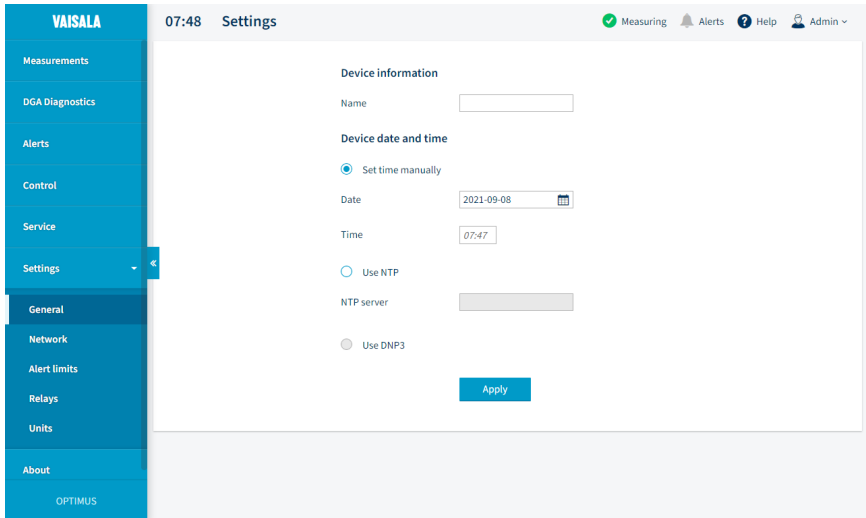 VAISALA
07:48 Settings
Measuring Alerts ? Help Admin
Measurements
DGA Diagnostics
Alerts
Control
Service
Settings
«
General
Network
Alert limits
Relays
Units
About
OPTIMUS
Device information
Name
Device date and time
Set time manually
Date 2021-09-08
Time 07:47
Use NTP
NTP server
Use DNP3
Apply